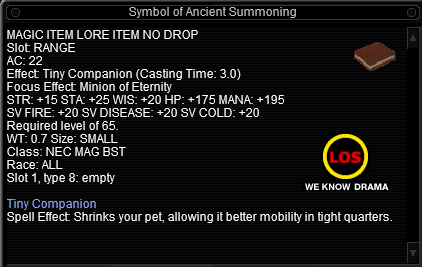 Symbol of Ancient Summoning
MAGIC ITEM LORE ITEM NO DROP
Slot: RANGE
AC: 22
Effect: Tiny Companion (Casting Time: 3.0)
Focus Effect: Minion of Eternity
STR: +15 STA: +25 WIS: +20 HP: +175 MANA: +195
SV FIRE: +20 SV DISEASE: +20 SV COLD: +20
Required level of 65.
WT: 0.7 Size: SMALL
Class: NEC MAG BST
Race: ALL
Slot 1, type 8: empty
LOS
WE KNOW DRAMA
Tiny Companion
Spell Effect: Shrinks your pet, allowing it better mobility in tight quarters.